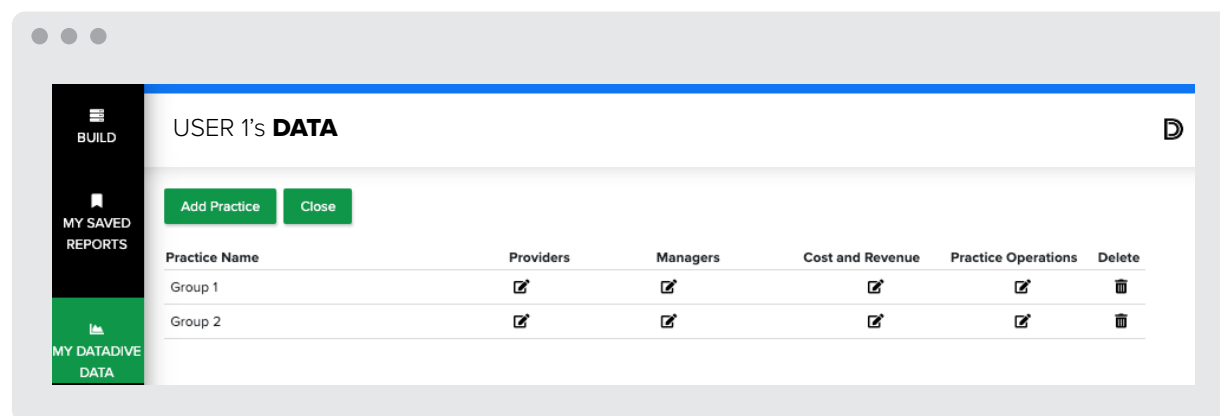 BUILD
MY SAVED
REPORTS
MY DATADIVE
DATA
USER 1's DATA
D
Add Practice Close
Practice Name Providers Managers Cost and Revenue Practice Operations Delete
Group 1
Group 2